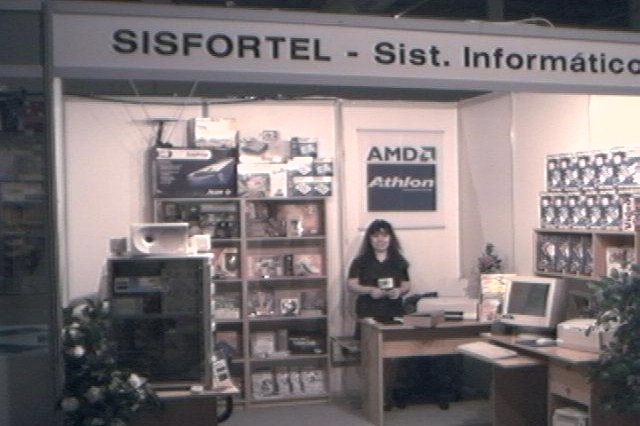 SISFORTEL - Sist. Informático
AMD
Athlon